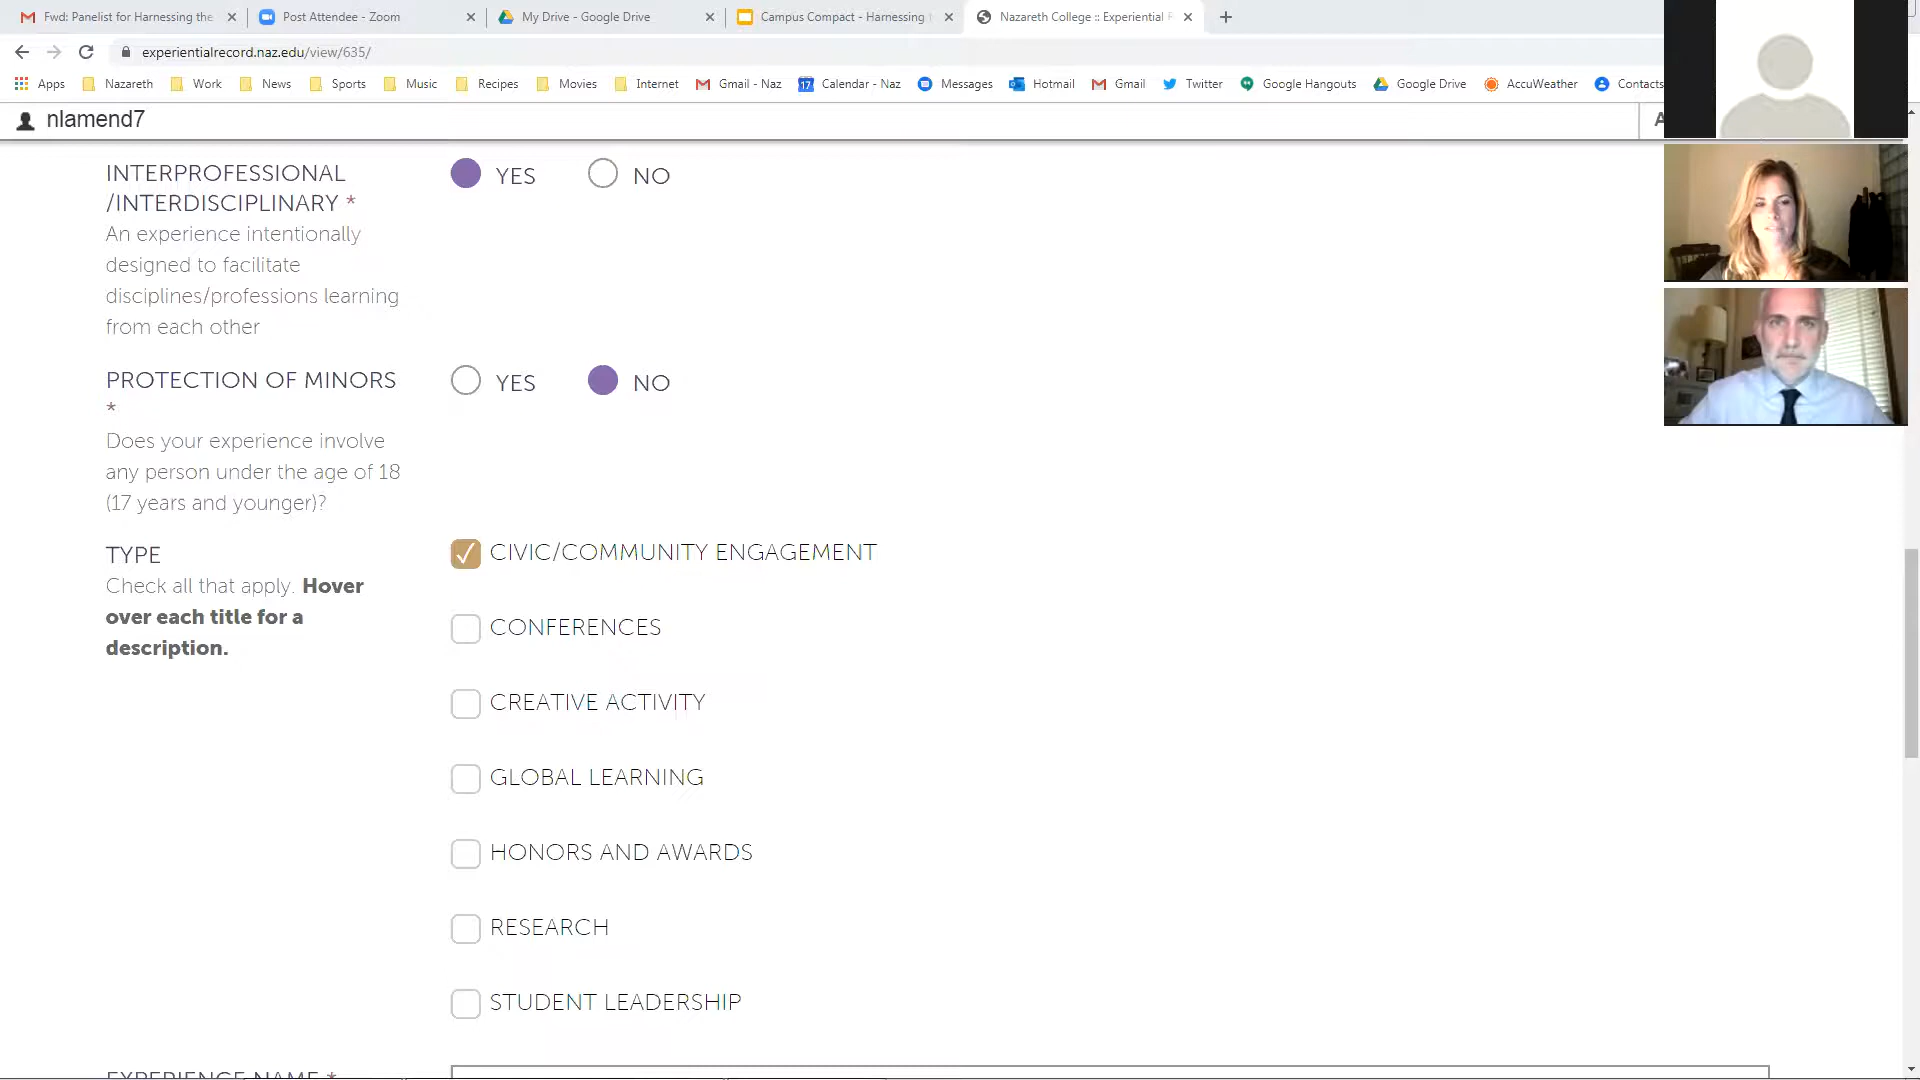 Fwd: Panelist for Harnessing the
Post Attendee - Zoom
My Drive - Google Drive
Campus Compact - Harnessing
Nazareth College :: Experiential
experientialrecord.naz.edu/view/635/
Apps
Nazareth
Work
News
Sports
Music
Recipes
Movies
Internet
Gmail - Naz
17
Calendar - Naz
Messages
Hotmail
Gmail
Twitter
Google Hangouts
Google Drive
AccuWeather
Contacts
nlamend7
INTERPROFESSIONAL
/INTERDISCIPLINARY *
YES
NO
An experience intentionally
designed to facilitate
disciplines/professions learning
from each other
PROTECTION OF MINORS
*
YES
NO
Does your experience involve
any person under the age of 18
(17 years and younger)?
TYPE
Check all that apply. Hover
over each title for a
description.
CIVIC/COMMUNITY ENGAGEMENT
CONFERENCES
CREATIVE ACTIVITY
GLOBAL LEARNING
HONORS AND AWARDS
RESEARCH
STUDENT LEADERSHIP
EXPERIENCE NAME *